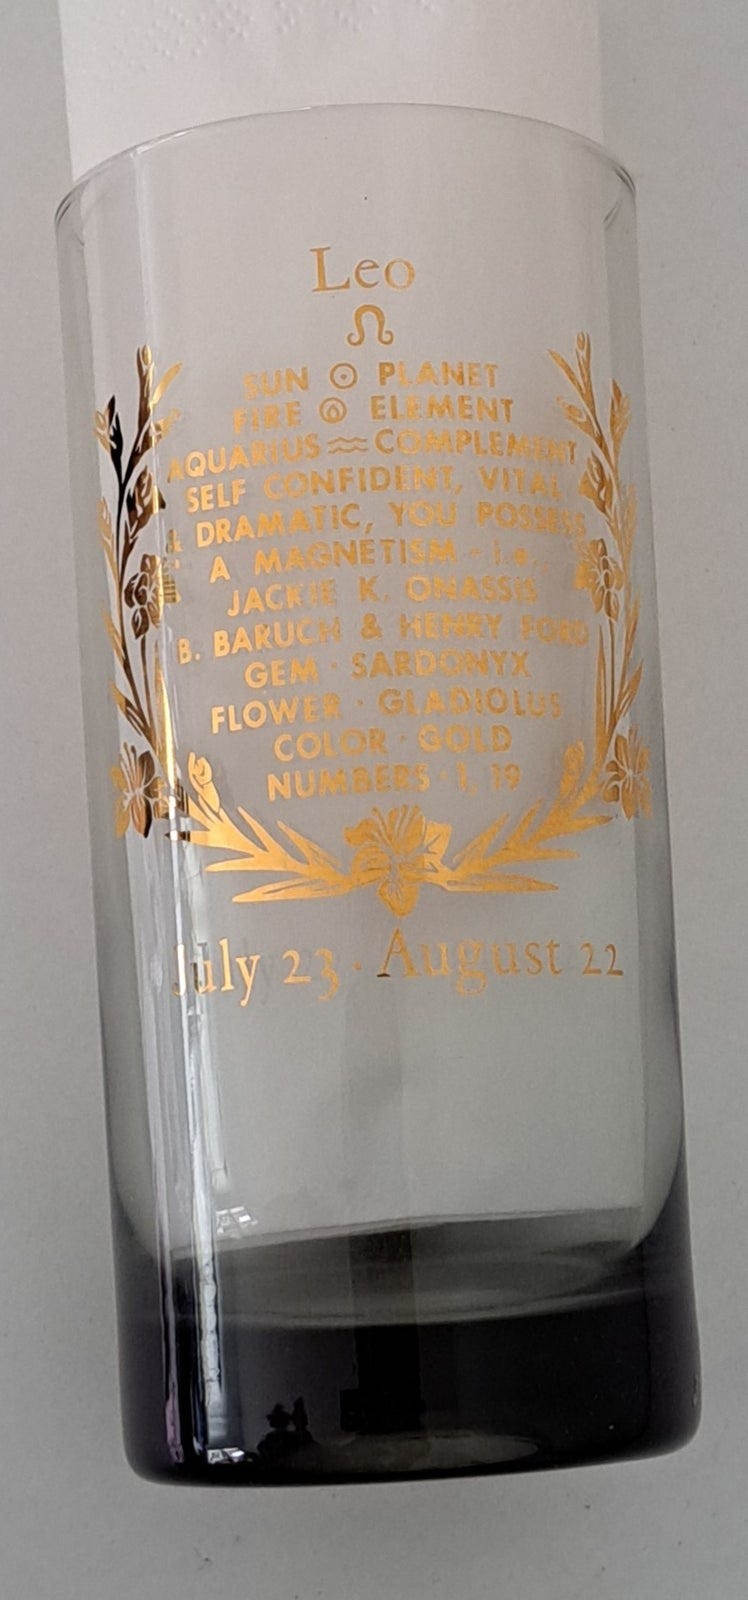 Leo
♌
SUN ☉ PLANET
FIRE ELEMENT
AQUARIUS ♒ COMPLEMENT
SELF CONFIDENT, VITAL
& DRAMATIC, YOU POSSESS
A MAGNETISM - i.e.,
JACKIE K. ONASSIS
B. BARUCH & HENRY FORD
GEM · SARDONYX
FLOWER · GLADIOLUS
COLOR · GOLD
NUMBERS · 1, 19
July 23 · August 22